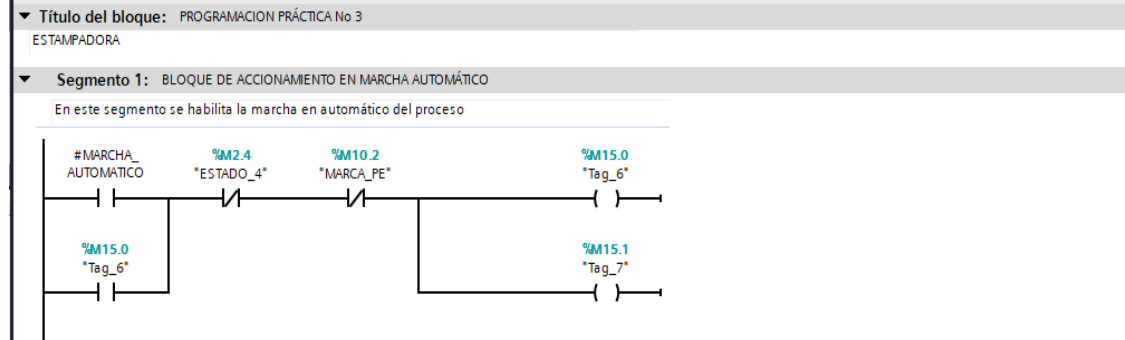 Título del bloque: PROGRAMACION PRÁCTICA No 3
ESTAMPADORA
Segmento 1: BLOQUE DE ACCIONAMIENTO EN MARCHA AUTOMÁTICO
En este segmento se habilita la marcha en automático del proceso
#MARCHA_ %M2.4 %M10.2 %M15.0
AUTOMATICO "ESTADO_4" "MARCA_PE" "Tag_6"
%M15.0 %M15.1
"Tag_6" "Tag_7"